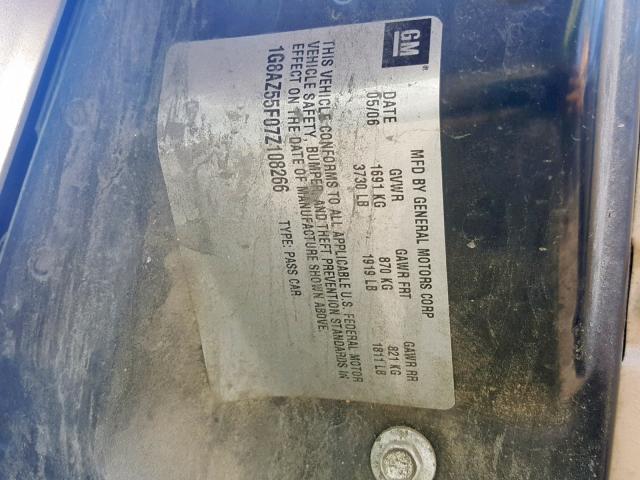 GM
MFD BY GENERAL MOTORS CORP
DATE GVWR GAWR FRT GAWR RR
05/06 1691 KG 870 KG 821 KG
3730 LB 1919 LB 1811 LB
THIS VEHICLE CONFORMS TO ALL APPLICABLE U.S. FEDERAL MOTOR
VEHICLE SAFETY, BUMPER, AND THEFT PREVENTION STANDARDS IN
EFFECT ON THE DATE OF MANUFACTURE SHOWN ABOVE.
1G8AZ55F07Z108266 TYPE: PASS CAR